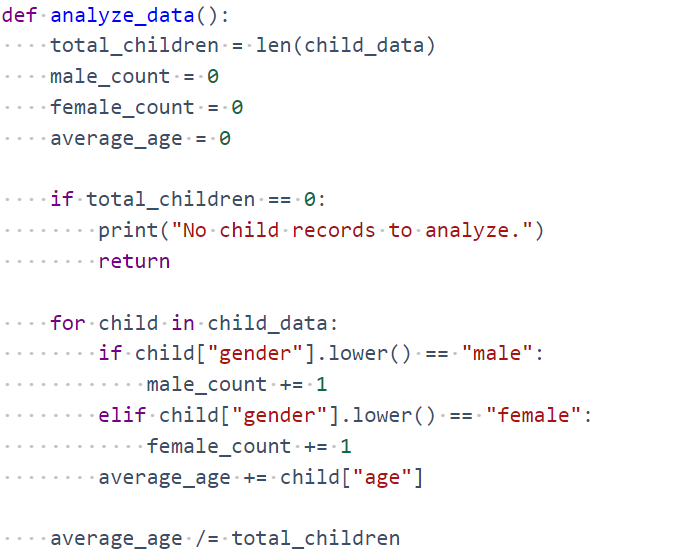 def analyze_data():
    total_children = len(child_data)
    male_count = 0
    female_count = 0
    average_age = 0

    if total_children == 0:
        print("No child records to analyze.")
        return

    for child in child_data:
        if child["gender"].lower() == "male":
            male_count += 1
        elif child["gender"].lower() == "female":
            female_count += 1
        average_age += child["age"]

    average_age /= total_children